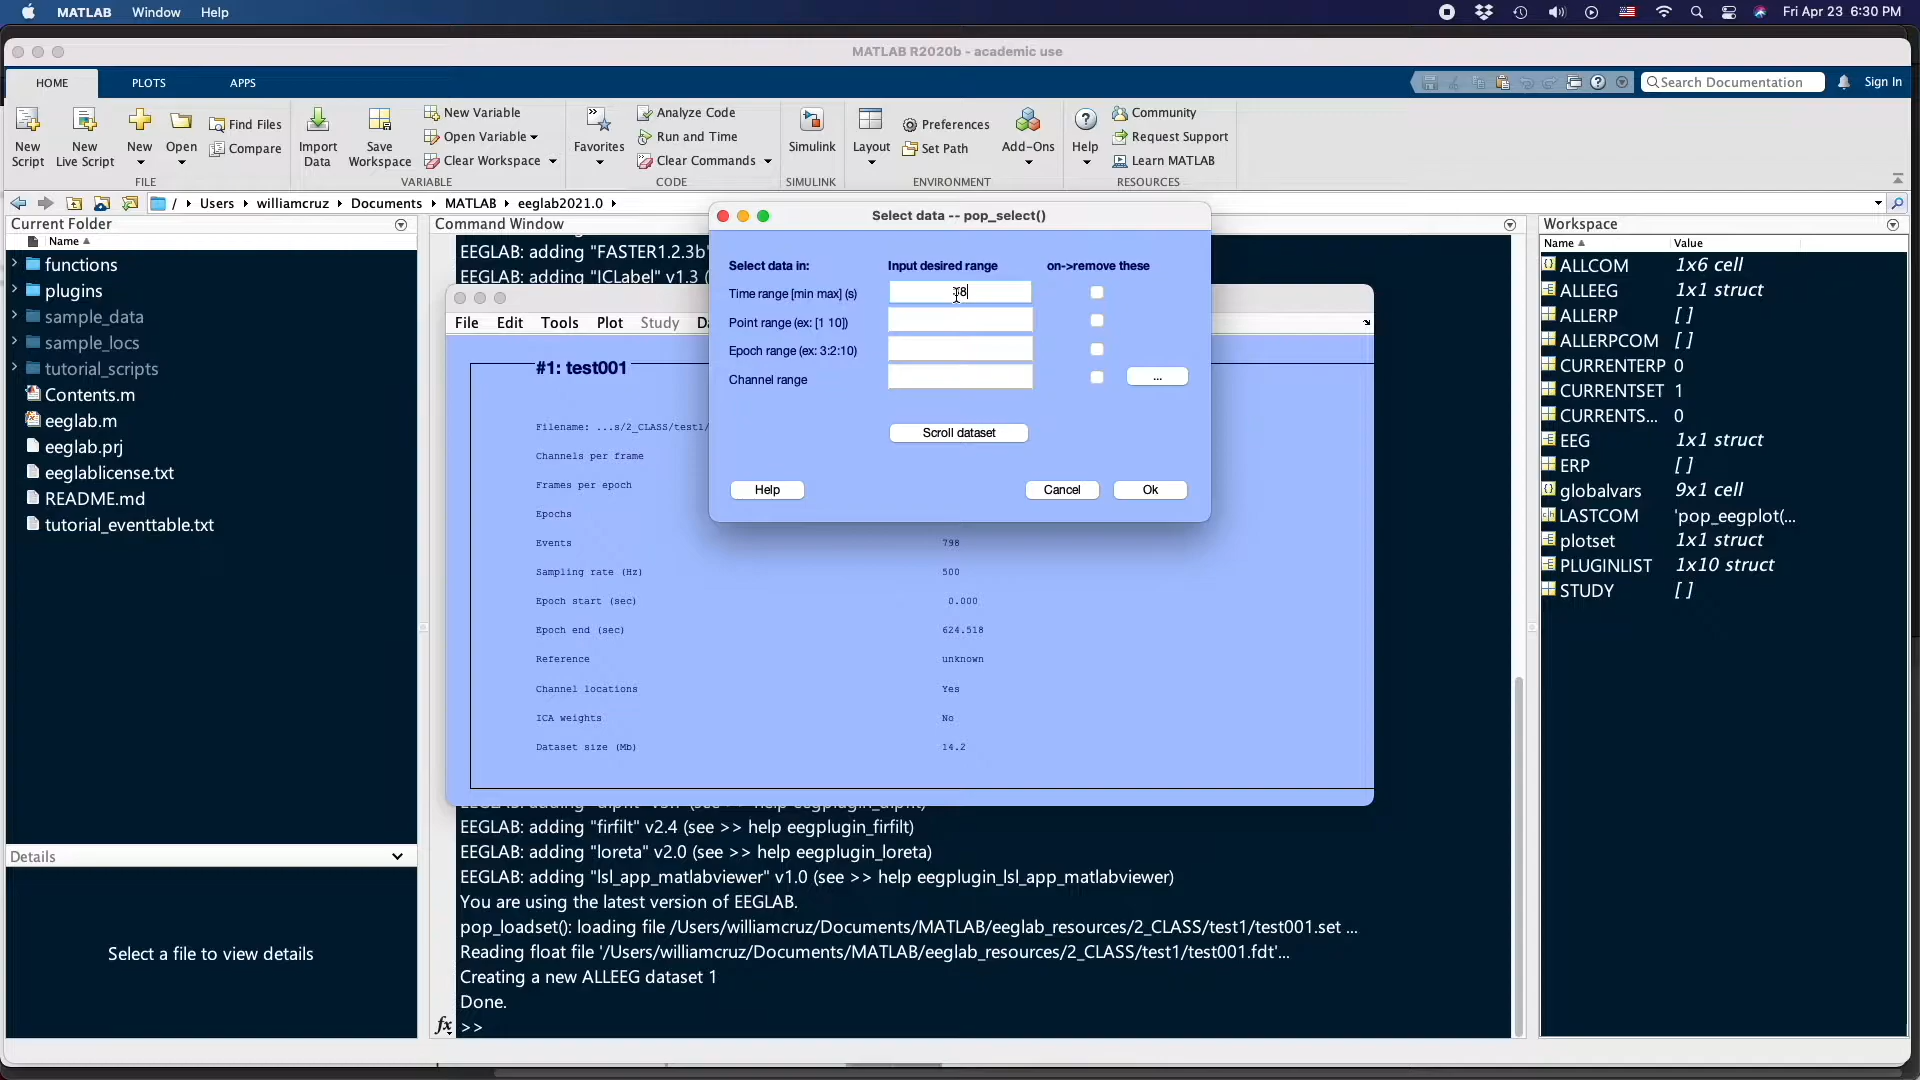 MATLAB Window Help
Fri Apr 23 6:30 PM
MATLAB R2020b - academic use
HOME PLOTS APPS
Search Documentation
Sign In
New Script
New Live Script
New
Open
Find Files
Compare
FILE
Import Data
Save Workspace
New Variable
Open Variable
Clear Workspace
VARIABLE
Favorites
Analyze Code
Run and Time
Clear Commands
CODE
Simulink
SIMULINK
Layout
Preferences
Set Path
Add-Ons
ENVIRONMENT
Help
Community
Request Support
Learn MATLAB
RESOURCES
/ Users williamcruz Documents MATLAB eeglab2021.0
Current Folder
Name
functions
plugins
sample_data
sample_locs
tutorial_scripts
Contents.m
eeglab.m
eeglab.prj
eeglablicense.txt
README.md
tutorial_eventtable.txt
Details
Select a file to view details
Command Window
EEGLAB: adding "FASTER1.2.3b"
EEGLAB: adding "ICLabel" v1.3 (
File Edit Tools Plot Study Da
#1: test001
Filename: ...s/2_CLASS/test1/
Channels per frame
Frames per epoch
Epochs
Events 798
Sampling rate (Hz) 500
Epoch start (sec) 0.000
Epoch end (sec) 624.518
Reference unknown
Channel locations Yes
ICA weights No
Dataset size (Mb) 14.2
Select data -- pop_select()
Select data in: Input desired range on->remove these
Time range [min max] (s)
Point range (ex: [1 10])
Epoch range (ex: 3:2:10)
Channel range ...
Scroll dataset
Help Cancel Ok
EEGLAB: adding "firfilt" v2.4 (see >> help eegplugin_firfilt)
EEGLAB: adding "loreta" v2.0 (see >> help eegplugin_loreta)
EEGLAB: adding "lsl_app_matlabviewer" v1.0 (see >> help eegplugin_lsl_app_matlabviewer)
You are using the latest version of EEGLAB.
pop_loadset(): loading file /Users/williamcruz/Documents/MATLAB/eeglab_resources/2_CLASS/test1/test001.set ...
Reading float file '/Users/williamcruz/Documents/MATLAB/eeglab_resources/2_CLASS/test1/test001.fdt'...
Creating a new ALLEEG dataset 1
Done.
fx >>
Workspace
Name Value
ALLCOM 1x6 cell
ALLEEG 1x1 struct
ALLERP []
ALLERPCOM []
CURRENTERP 0
CURRENTSET 1
CURRENTS... 0
EEG 1x1 struct
ERP []
globalvars 9x1 cell
LASTCOM 'pop_eegplot(...
plotset 1x1 struct
PLUGINLIST 1x10 struct
STUDY []